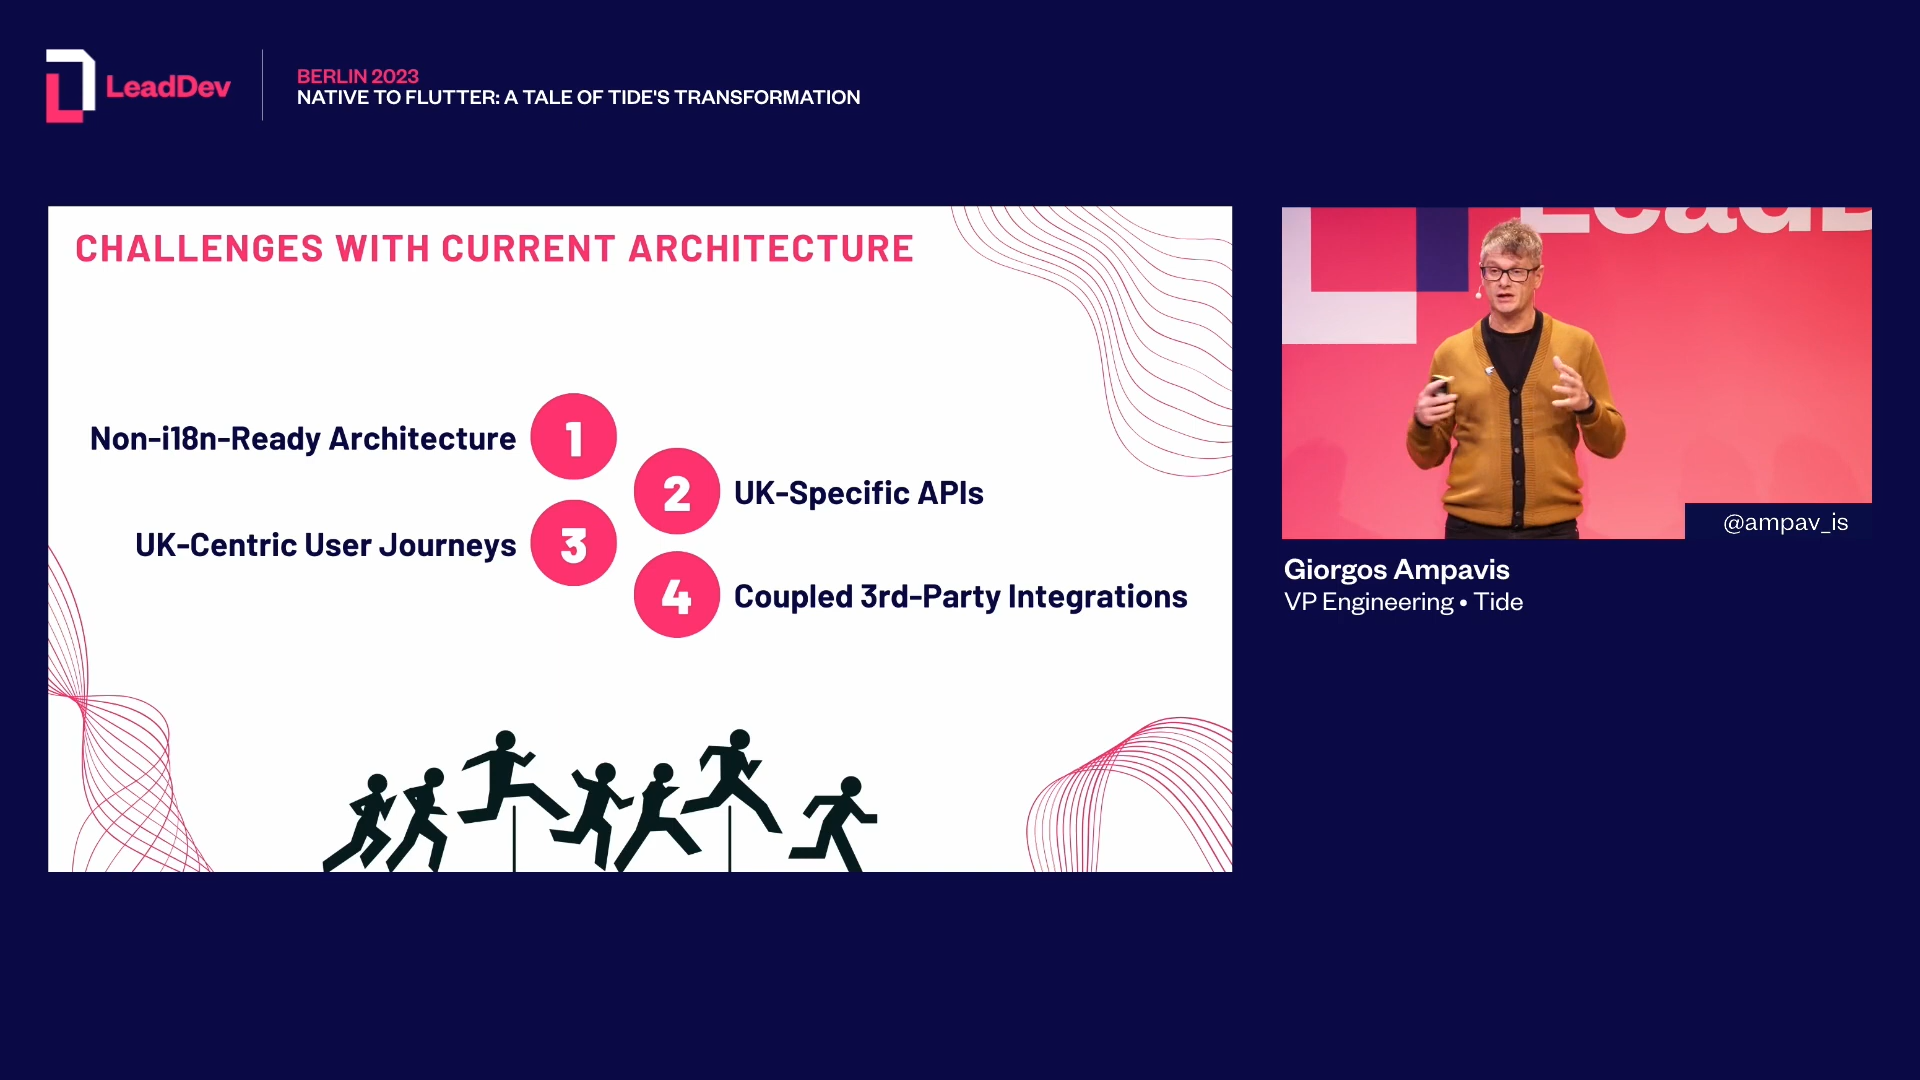 LeadDev
BERLIN 2023
NATIVE TO FLUTTER: A TALE OF TIDE'S TRANSFORMATION
CHALLENGES WITH CURRENT ARCHITECTURE
Non-i18n-Ready Architecture 1
2 UK-Specific APIs
UK-Centric User Journeys 3
4 Coupled 3rd-Party Integrations
LeadD
@ampav_is
Giorgos Ampavis
VP Engineering • Tide